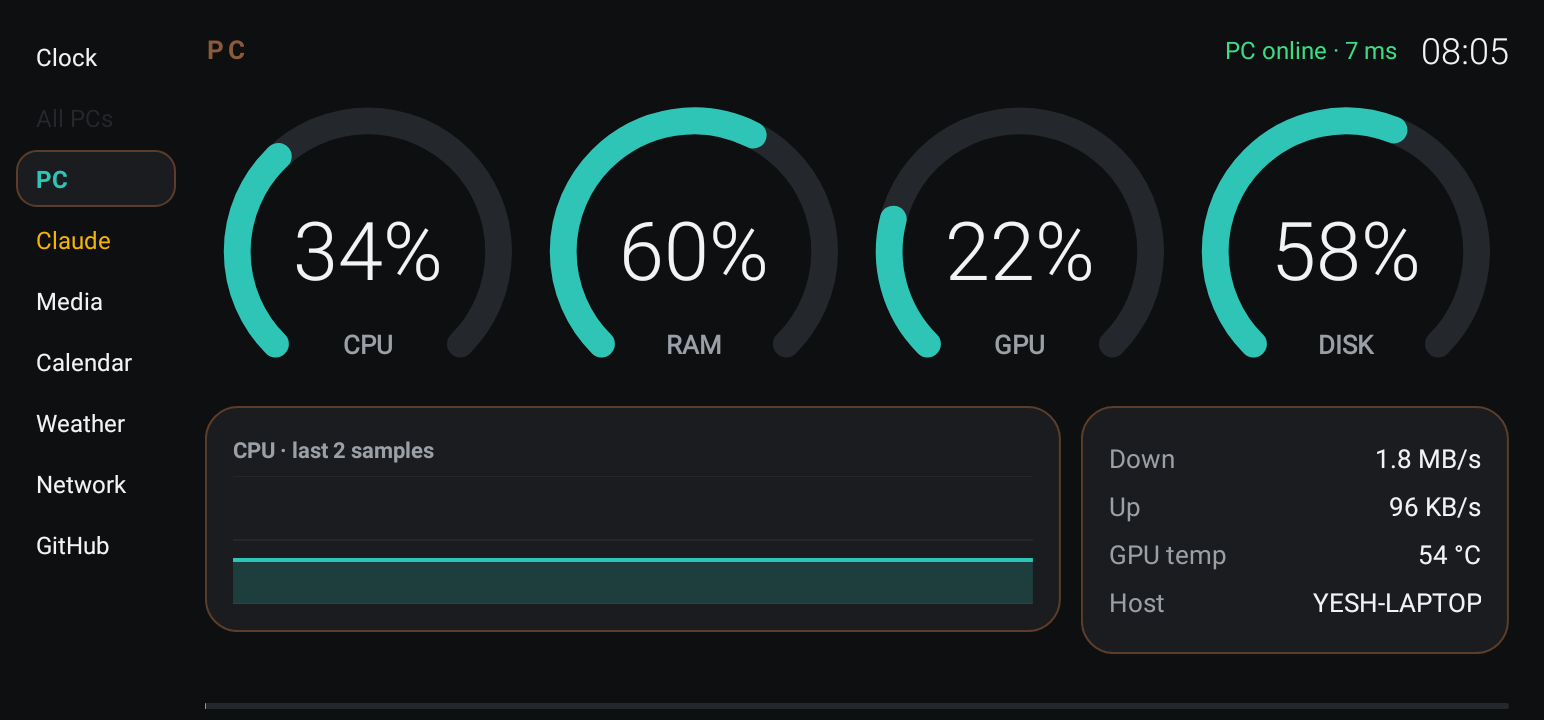 Clock
All PCs
PC
Claude
Media
Calendar
Weather
Network
GitHub
PC
PC online · 7 ms 08:05
34%
CPU
60%
RAM
22%
GPU
58%
DISK
CPU · last 2 samples
Down 1.8 MB/s
Up 96 KB/s
GPU temp 54 °C
Host YESH-LAPTOP